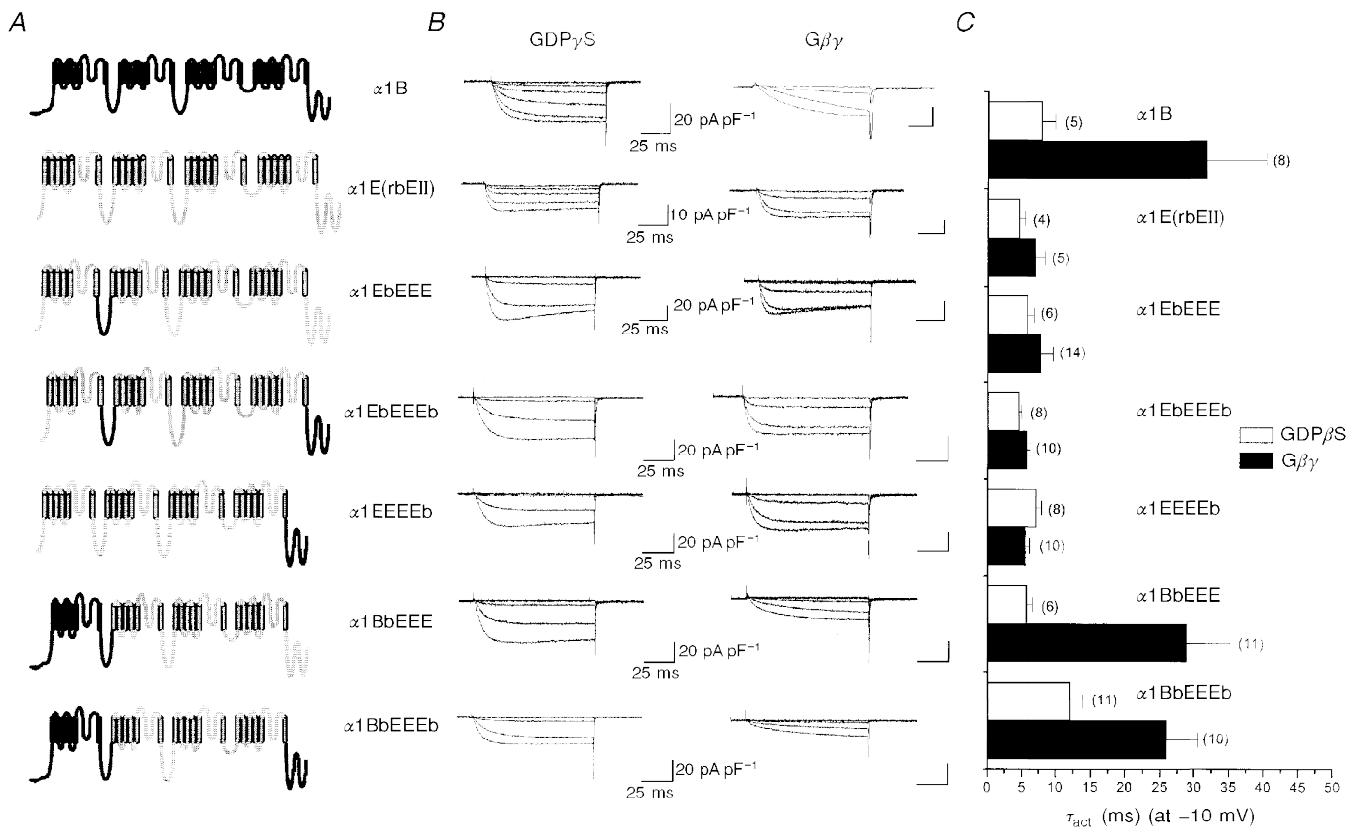 A
B
C
GDPγS
Gβγ
α1B
20 pA pF⁻¹
25 ms
α1B
(5)
(8)
α1E(rbEII)
10 pA pF⁻¹
25 ms
α1E(rbEII)
(4)
(5)
α1EbEEE
20 pA pF⁻¹
25 ms
α1EbEEE
(6)
(14)
α1EbEEEb
20 pA pF⁻¹
25 ms
α1EbEEEb
(8)
(10)
GDPβS
Gβγ
α1EEEEb
20 pA pF⁻¹
25 ms
α1EEEEb
(8)
(10)
α1BbEEE
20 pA pF⁻¹
25 ms
α1BbEEE
(6)
(11)
α1BbEEEb
20 pA pF⁻¹
25 ms
α1BbEEEb
(11)
(10)
0 5 10 15 20 25 30 35 40 45 50
τact (ms) (at –10 mV)